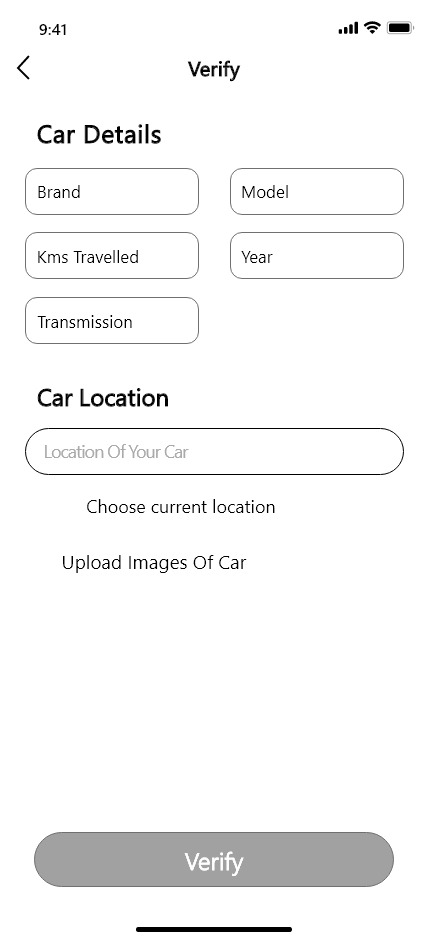 9:41
Verify
Car Details
Brand
Model
Kms Travelled
Year
Transmission
Car Location
Location Of Your Car
Choose current location
Upload Images Of Car
Verify